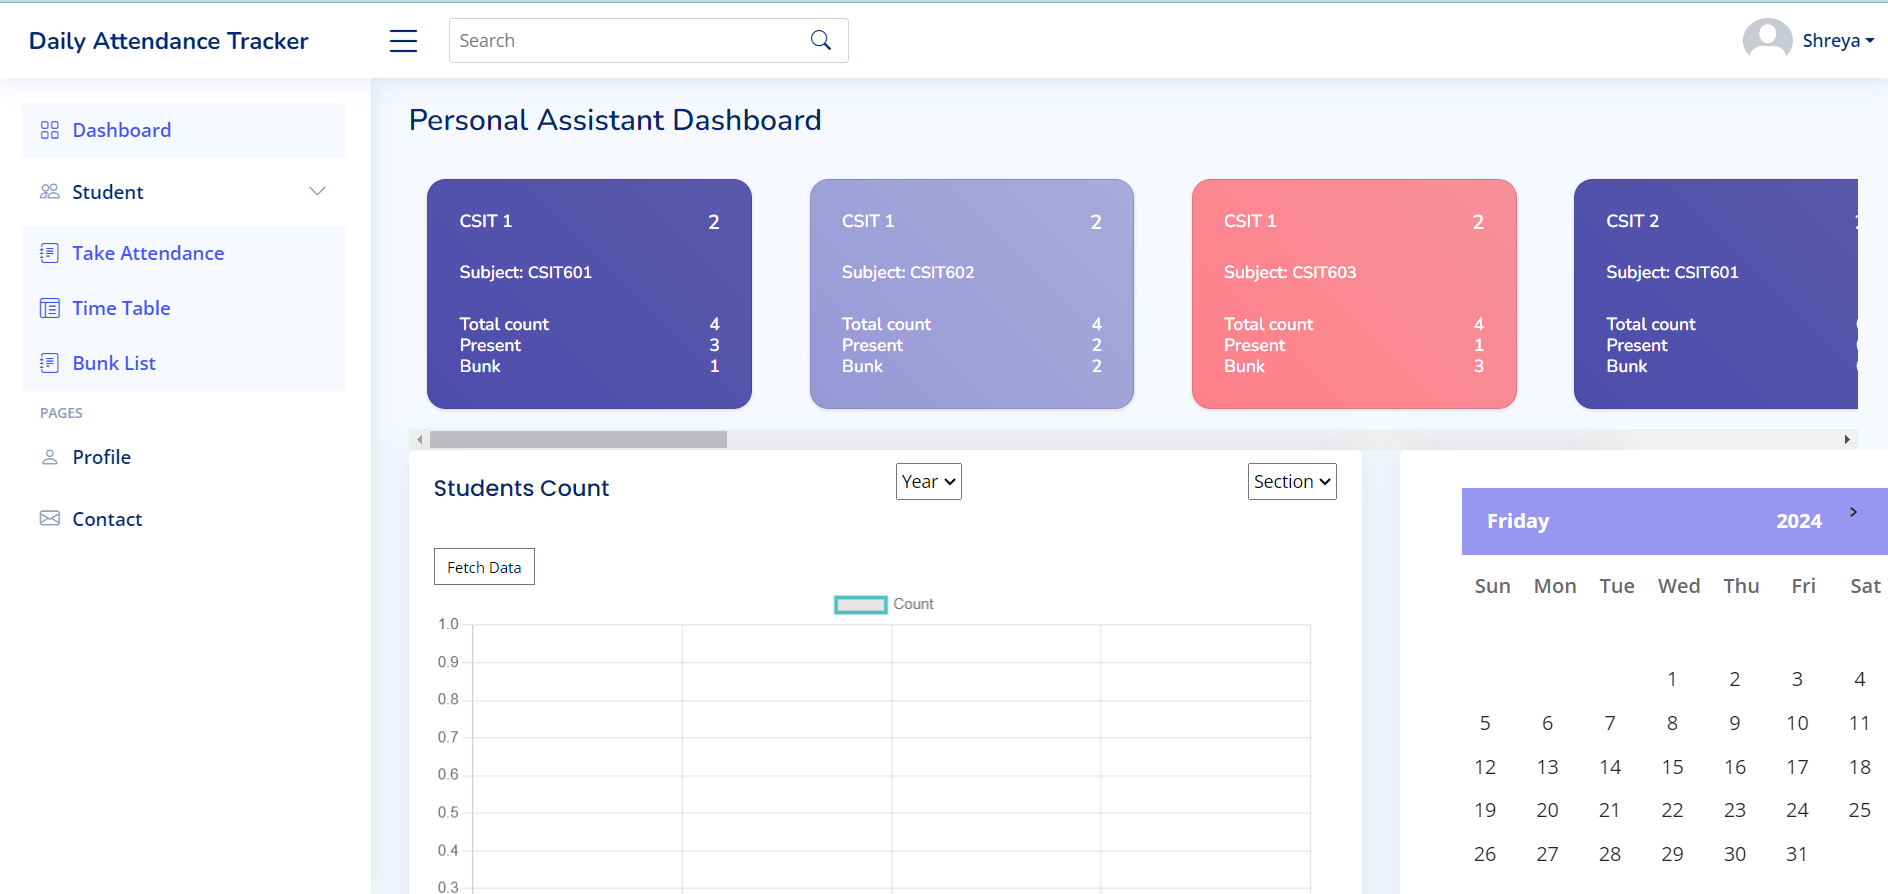 Daily Attendance Tracker
Search
Shreya
Dashboard
Student
Take Attendance
Time Table
Bunk List
PAGES
Profile
Contact
Personal Assistant Dashboard
CSIT 1 2
Subject: CSIT601
Total count 4
Present 3
Bunk 1
CSIT 1 2
Subject: CSIT602
Total count 4
Present 2
Bunk 2
CSIT 1 2
Subject: CSIT603
Total count 4
Present 1
Bunk 3
CSIT 2
Subject: CSIT601
Total count
Present
Bunk
Students Count
Year
Section
Fetch Data
Count
1.0
0.9
0.8
0.7
0.6
0.5
0.4
0.3
Friday 2024 >
Sun Mon Tue Wed Thu Fri Sat
1 2 3 4
5 6 7 8 9 10 11
12 13 14 15 16 17 18
19 20 21 22 23 24 25
26 27 28 29 30 31